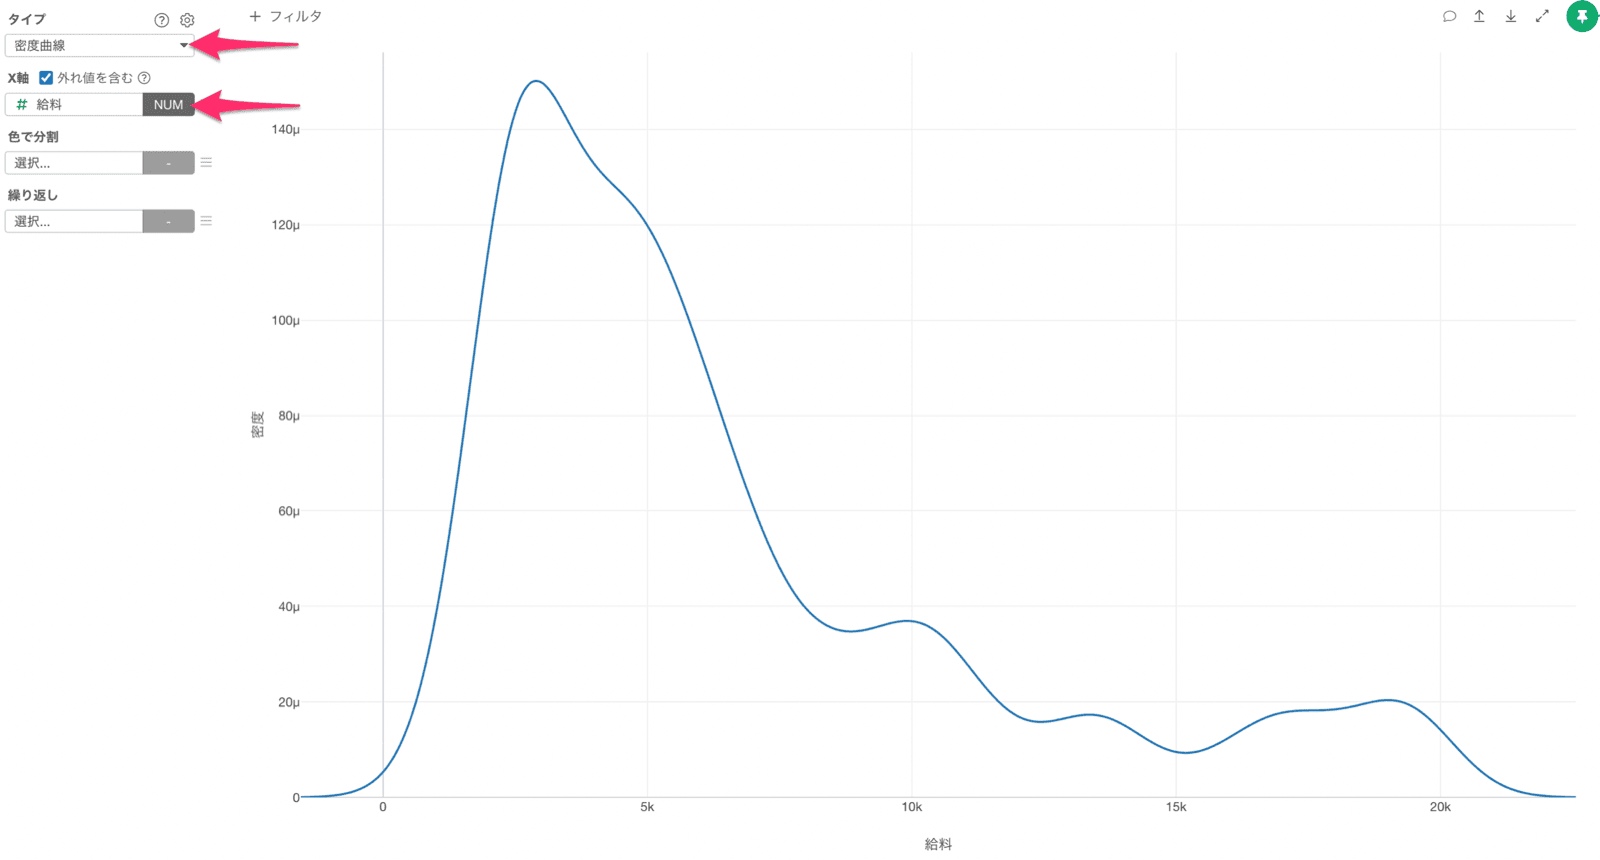 タイプ
密度曲線
X軸 外れ値を含む
# 給料 NUM
色で分割
選択... -
繰り返し
選択... -
+ フィルタ
140μ
120μ
100μ
80μ
60μ
40μ
20μ
0
密度
0 5k 10k 15k 20k
給料